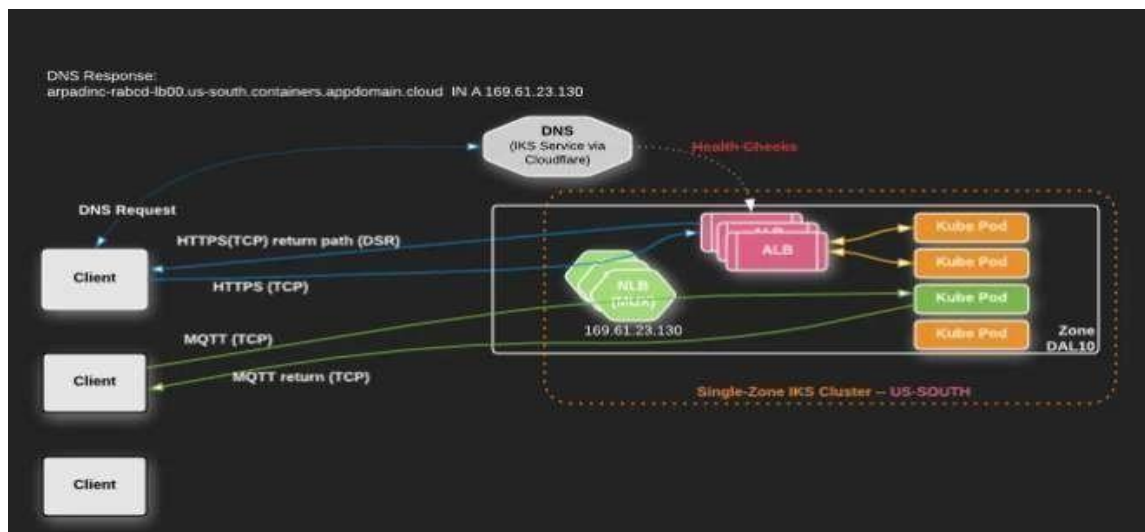 DNS Response:
arpadinc-rabcd-lb00.us-south.containers.appdomain.cloud IN A 169.61.23.130
DNS
(IKS Service via
Cloudflare)
Health Checks
DNS Request
HTTPS(TCP) return path (DSR)
ALB
ALB
Kube Pod
Kube Pod
Client
HTTPS (TCP)
NLB
(MUX)
Kube Pod
169.61.23.130
MQTT (TCP)
Kube Pod
Zone
DAL10
Client
MQTT return (TCP)
Single-Zone IKS Cluster – US-SOUTH
Client